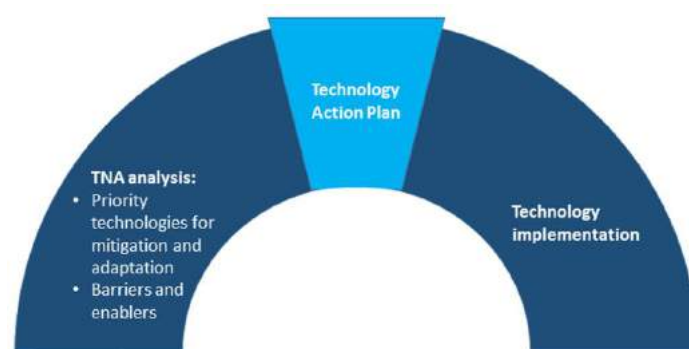 Technology
Action Plan
TNA analysis:
• Priority
technologies for
mitigation and
adaptation
• Barriers and
enablers
Technology
implementation